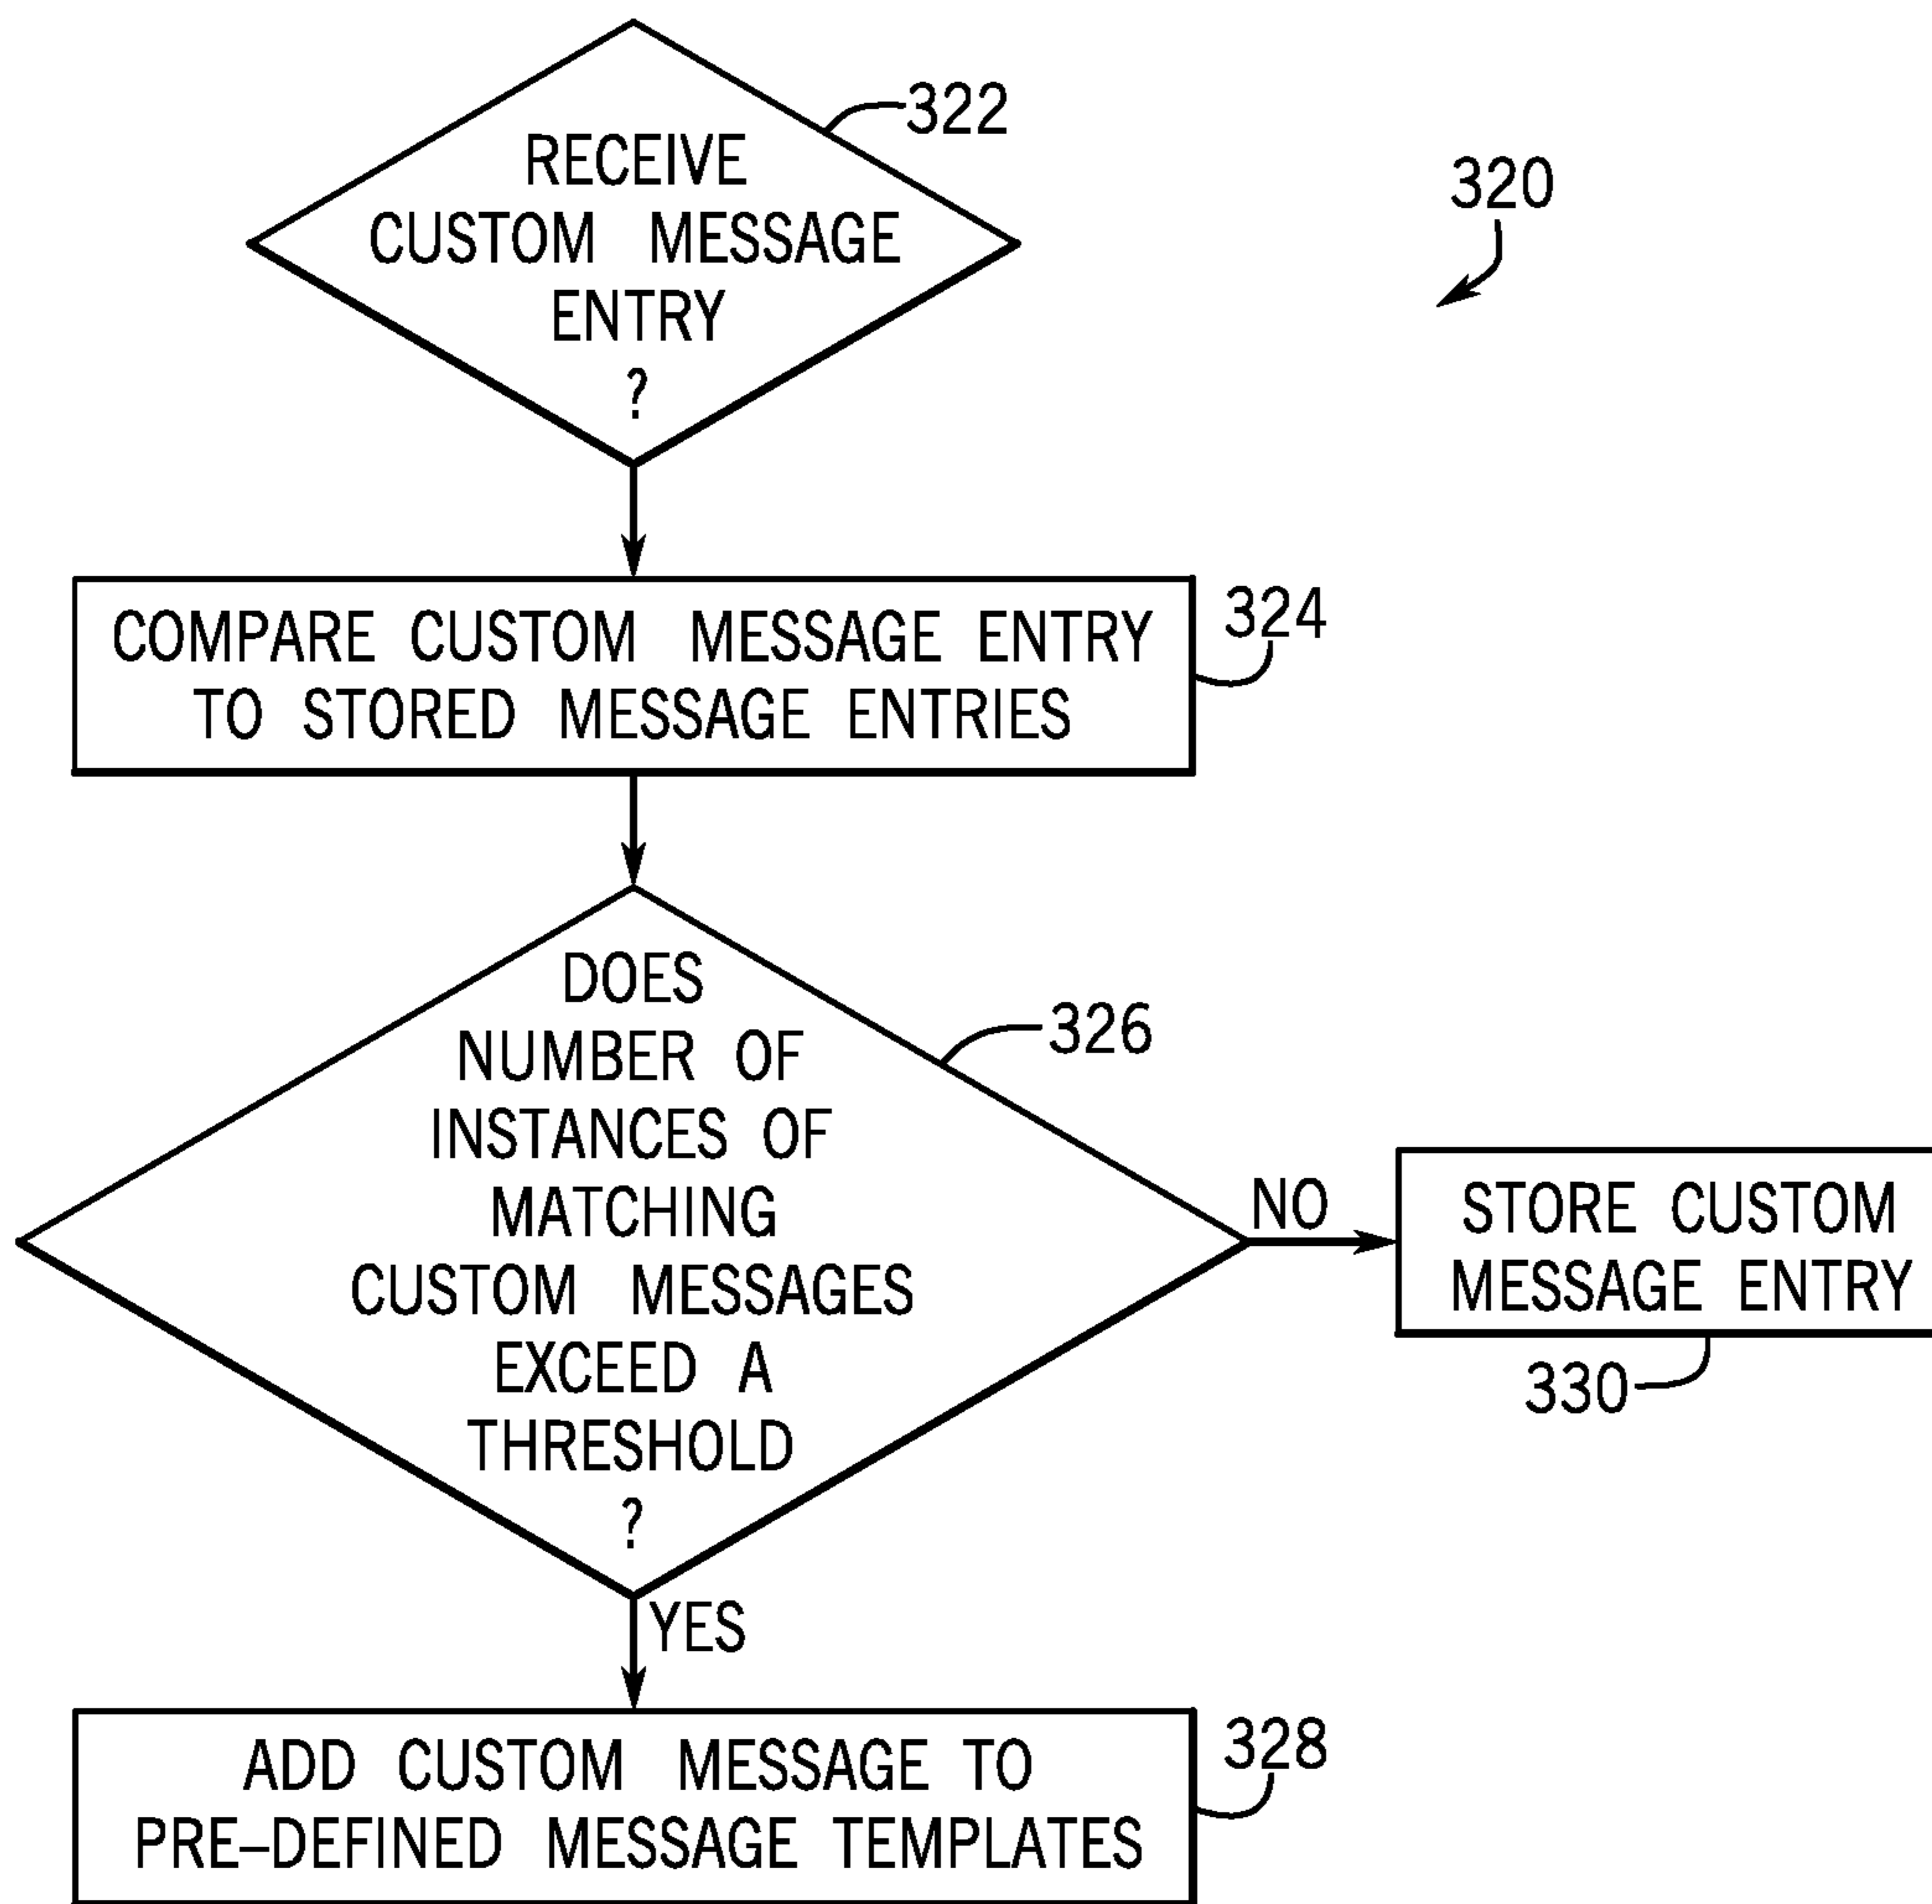 322
RECEIVE
CUSTOM MESSAGE
ENTRY
?
320
COMPARE CUSTOM MESSAGE ENTRY
TO STORED MESSAGE ENTRIES
324
DOES
NUMBER OF
INSTANCES OF
MATCHING
CUSTOM MESSAGES
EXCEED A
THRESHOLD
?
326
NO
STORE CUSTOM
MESSAGE ENTRY
330
YES
ADD CUSTOM MESSAGE TO
PRE–DEFINED MESSAGE TEMPLATES
328